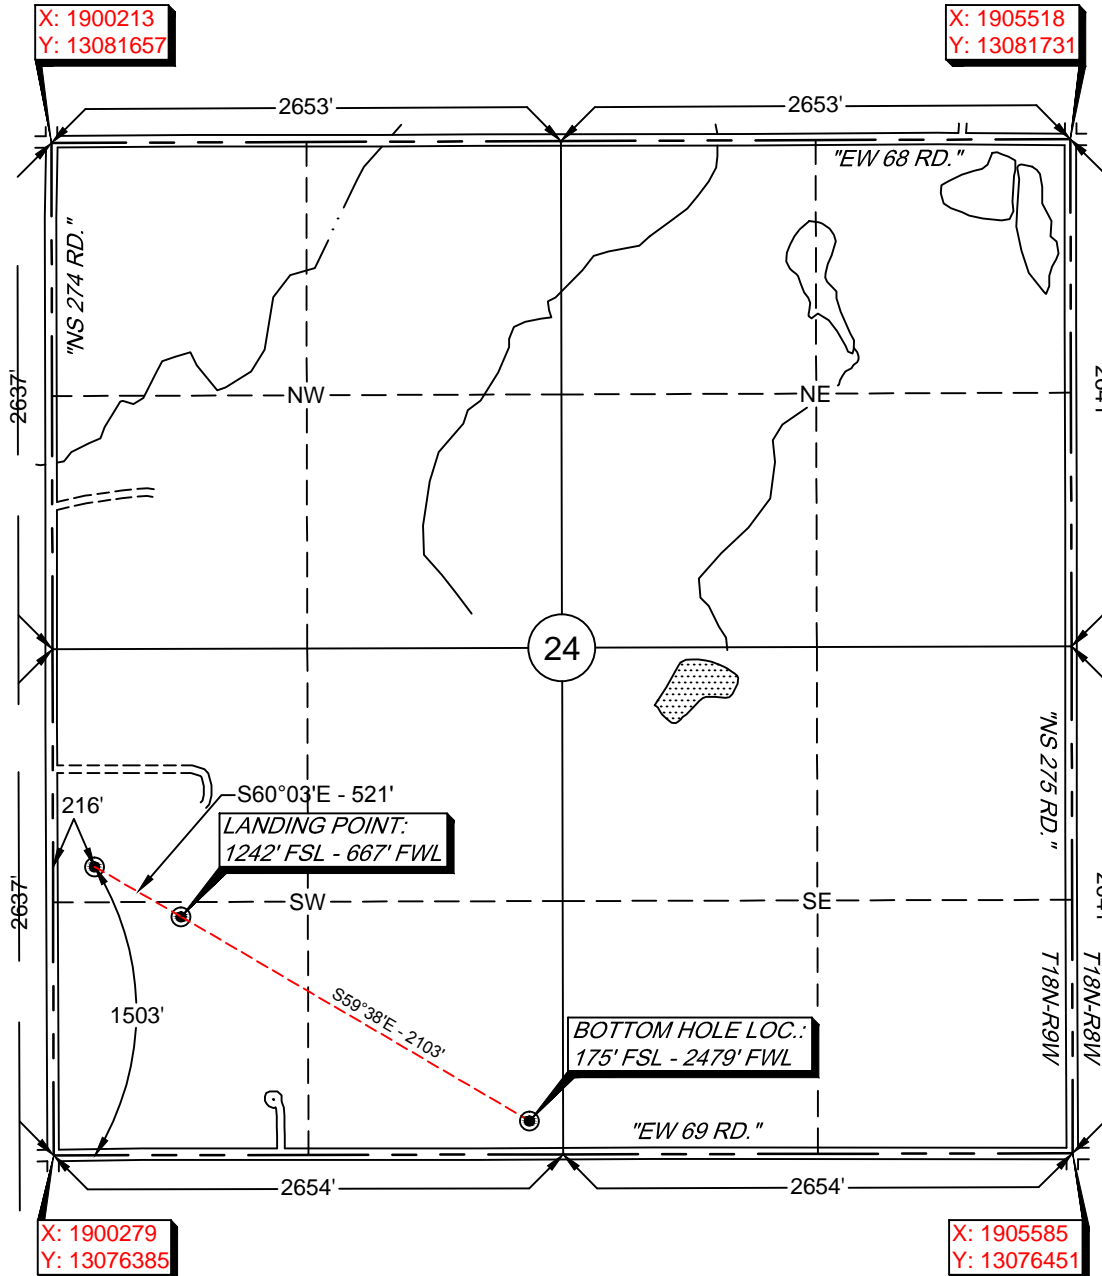 X: 1900213
Y: 13081657
X: 1905518
Y: 13081731
2653'
2653'
"EW 68 RD."
"NS 274 RD."
2637'
NW
NE
24
"NS 275 RD."
216'
S60°03'E - 521'
LANDING POINT:
1242' FSL - 667' FWL
2637'
SW
SE
1503'
S59°38'E - 2103'
BOTTOM HOLE LOC.:
175' FSL - 2479' FWL
T18N-R9W
T18N-R8W
"EW 69 RD."
2654'
2654'
X: 1900279
Y: 13076385
X: 1905585
Y: 13076451